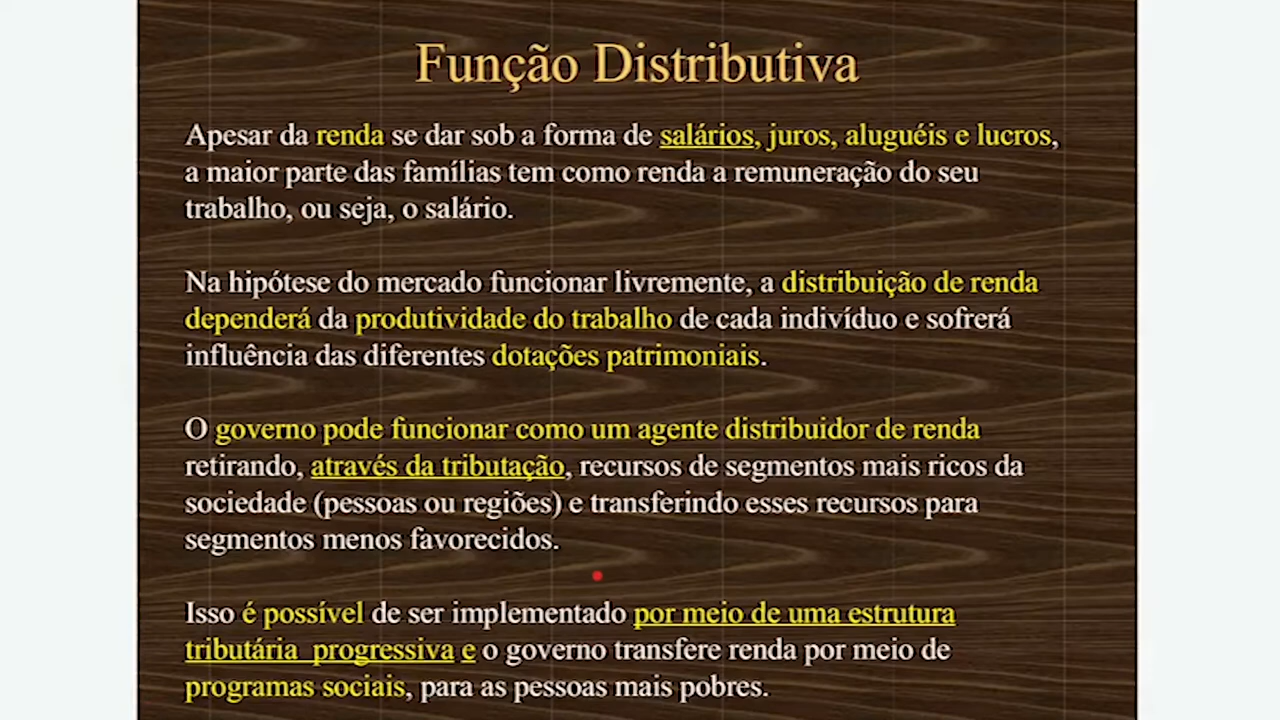 Função Distributiva
Apesar da renda se dar sob a forma de salários, juros, aluguéis e lucros,
a maior parte das famílias tem como renda a remuneração do seu
trabalho, ou seja, o salário.
Na hipótese do mercado funcionar livremente, a distribuição de renda
dependerá da produtividade do trabalho de cada indivíduo e sofrerá
influência das diferentes dotações patrimoniais.
O governo pode funcionar como um agente distribuidor de renda
retirando, através da tributação, recursos de segmentos mais ricos da
sociedade (pessoas ou regiões) e transferindo esses recursos para
segmentos menos favorecidos.
Isso é possível de ser implementado por meio de uma estrutura
tributária progressiva e o governo transfere renda por meio de
programas sociais, para as pessoas mais pobres.